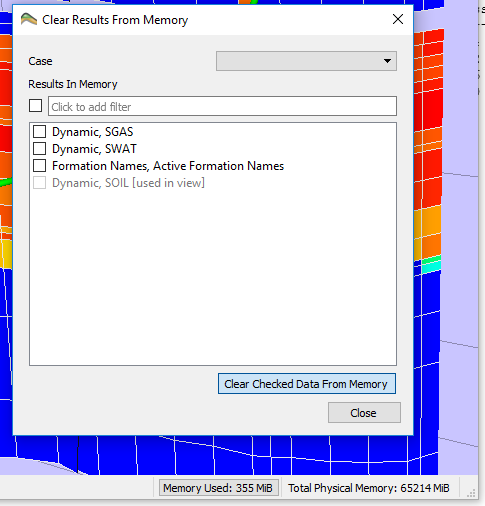 Clear Results From Memory
Case
Results In Memory
Click to add filter
Dynamic, SGAS
Dynamic, SWAT
Formation Names, Active Formation Names
Dynamic, SOIL [used in view]
Clear Checked Data From Memory
Close
Memory Used: 355 MiB
Total Physical Memory: 65214 MiB